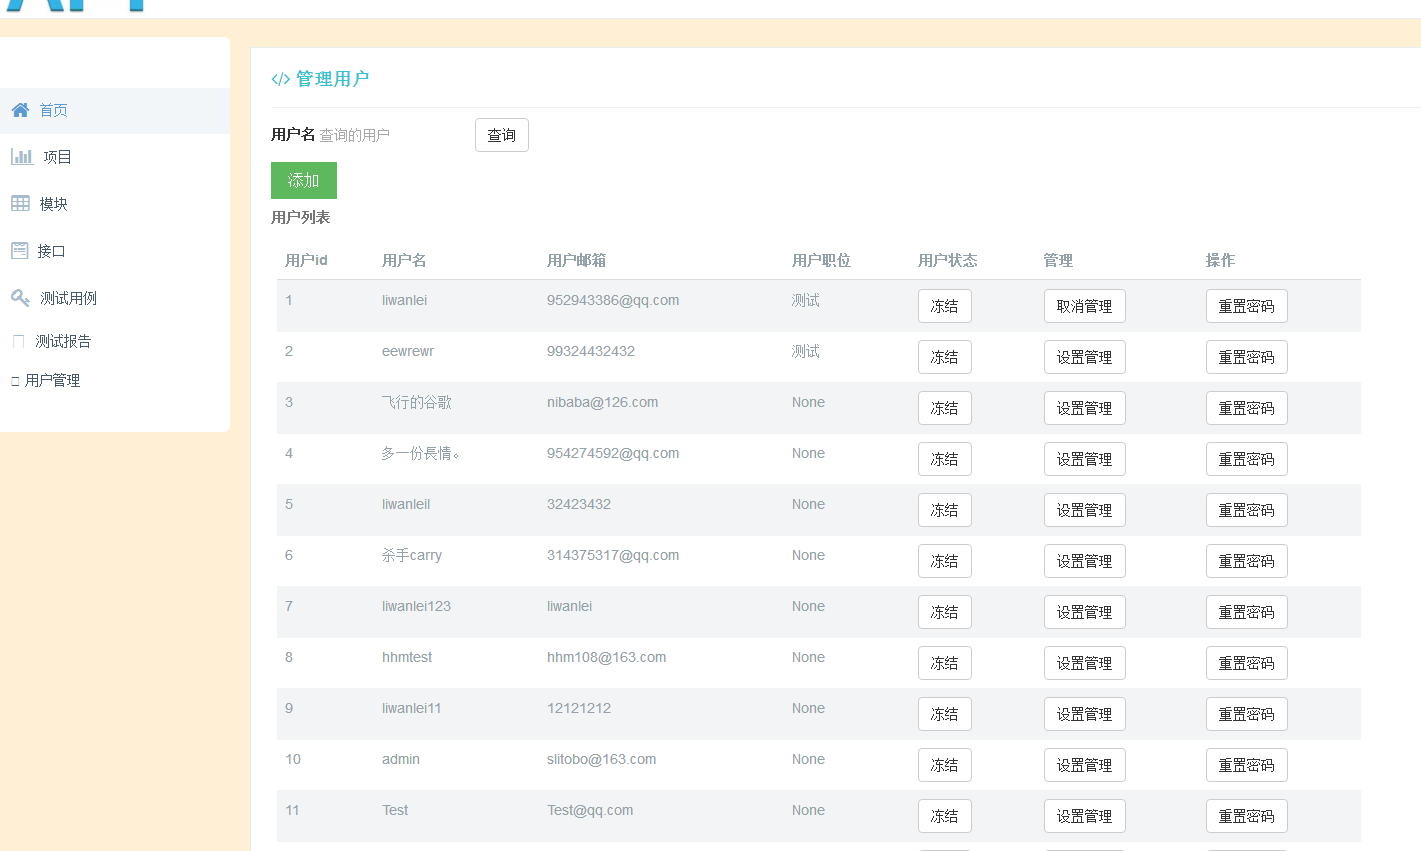 首页
项目
模块
接口
测试用例
测试报告
用户管理
</> 管理用户
用户名 查询的用户 查询
添加
用户列表
用户id 用户名 用户邮箱 用户职位 用户状态 管理 操作
1 liwanlei 952943386@qq.com 测试 冻结 取消管理 重置密码
2 eewrewr 99324432432 测试 冻结 设置管理 重置密码
3 飞行的谷歌 nibaba@126.com None 冻结 设置管理 重置密码
4 多一份長情。 954274592@qq.com None 冻结 设置管理 重置密码
5 liwanleil 32423432 None 冻结 设置管理 重置密码
6 杀手carry 314375317@qq.com None 冻结 设置管理 重置密码
7 liwanlei123 liwanlei None 冻结 设置管理 重置密码
8 hhmtest hhm108@163.com None 冻结 设置管理 重置密码
9 liwanlei11 12121212 None 冻结 设置管理 重置密码
10 admin slitobo@163.com None 冻结 设置管理 重置密码
11 Test Test@qq.com None 冻结 设置管理 重置密码